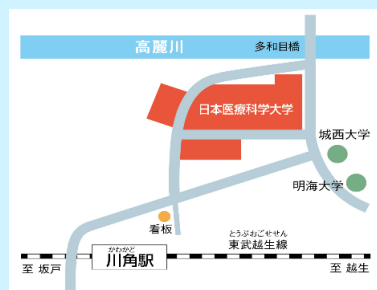 高麗川
多和目橋
日本医療科学大学
城西大学
明海大学
看板
とうぶおごせせん
東武越生線
かわかど
川角駅
至 坂戸
至 越生